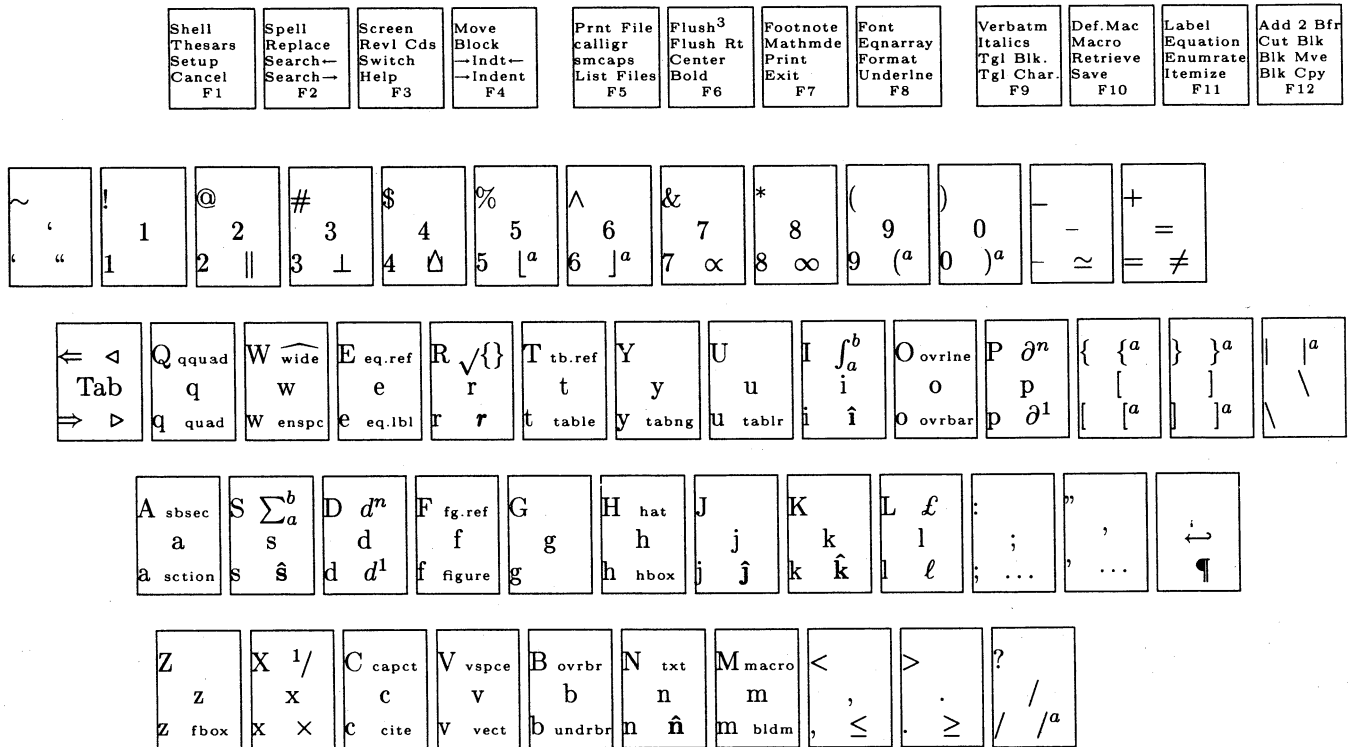 Shell Spell Screen Move Prnt File Flush³ Footnote Font Verbatm Def.Mac Label Add 2 Bfr
Thesars Replace Revl Cds Block calligr Flush Rt Mathmde Eqnarray Italics Macro Equation Cut Blk
Setup Search← Switch →Indt← smcaps Center Print Format Tgl Blk. Retrieve Enumrate Blk Mve
Cancel Search→ Help →Indent List Files Bold Exit Underlne Tgl Char. Save Itemize Blk Cpy
F1 F2 F3 F4 F5 F6 F7 F8 F9 F10 F11 F12
~ ! @ # $ % ∧ & * ( ) – +
‘ 1 2 3 4 5 6 7 8 9 0 – =
‘ “ 1 2 ∥ 3 ⊥ 4 5 ⌊ᵃ 6 ⌋ᵃ 7 ∝ 8 ∞ 9 (ᵃ 0 )ᵃ – ≃ = ≠
⇐ ◁ Q qquad W wide E eq.ref R √{} T tb.ref Y U I ∫ₐᵇ O ovrlne P ∂ⁿ { {ᵃ } }ᵃ | |ᵃ
Tab q w e r t y u i o p [ ] \
⇒ ▷ q quad w enspc e eq.lbl r r t table y tabng u tablr i î o ovrbar p ∂¹ [ [ᵃ ] ]ᵃ \
A sbsec S ∑ₐᵇ D dⁿ F fg.ref G H hat J K L £ : ”
a s d f g h j k l ; ’ ↩
a sction s ŝ d d¹ f figure g h hbox j ĵ k k̂ l ℓ ; … ’ … ¶
Z X ¹/ C capct V vspce B ovrbr N txt M macro < > ?
z x c v b n m , . /
z fbox x × c cite v vect b undrbr n n̂ m bldm , ≤ . ≥ / /ᵃ